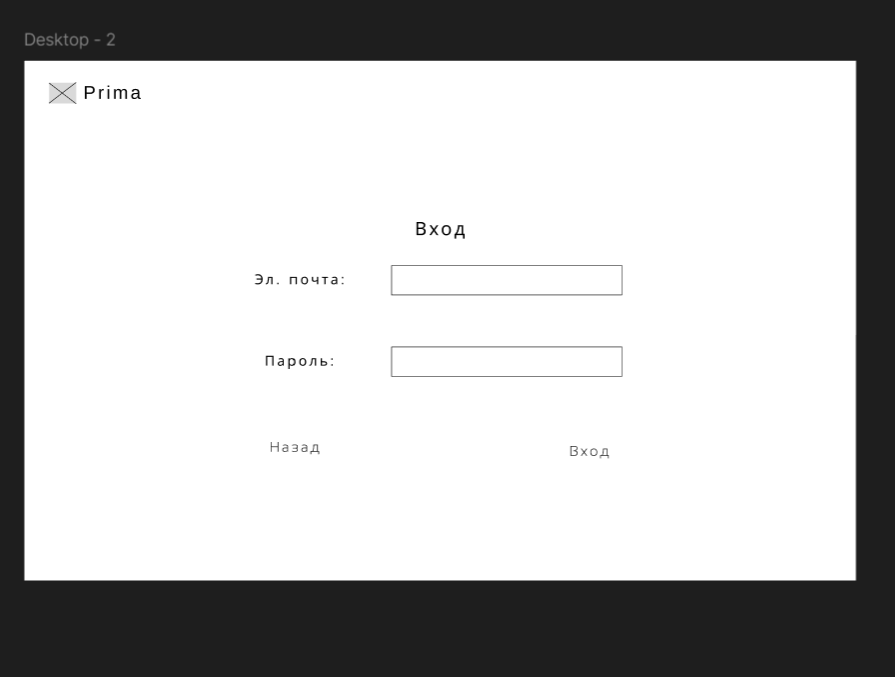 Desktop - 2
Prima
Вход
Эл. почта:
Пароль:
Назад
Вход